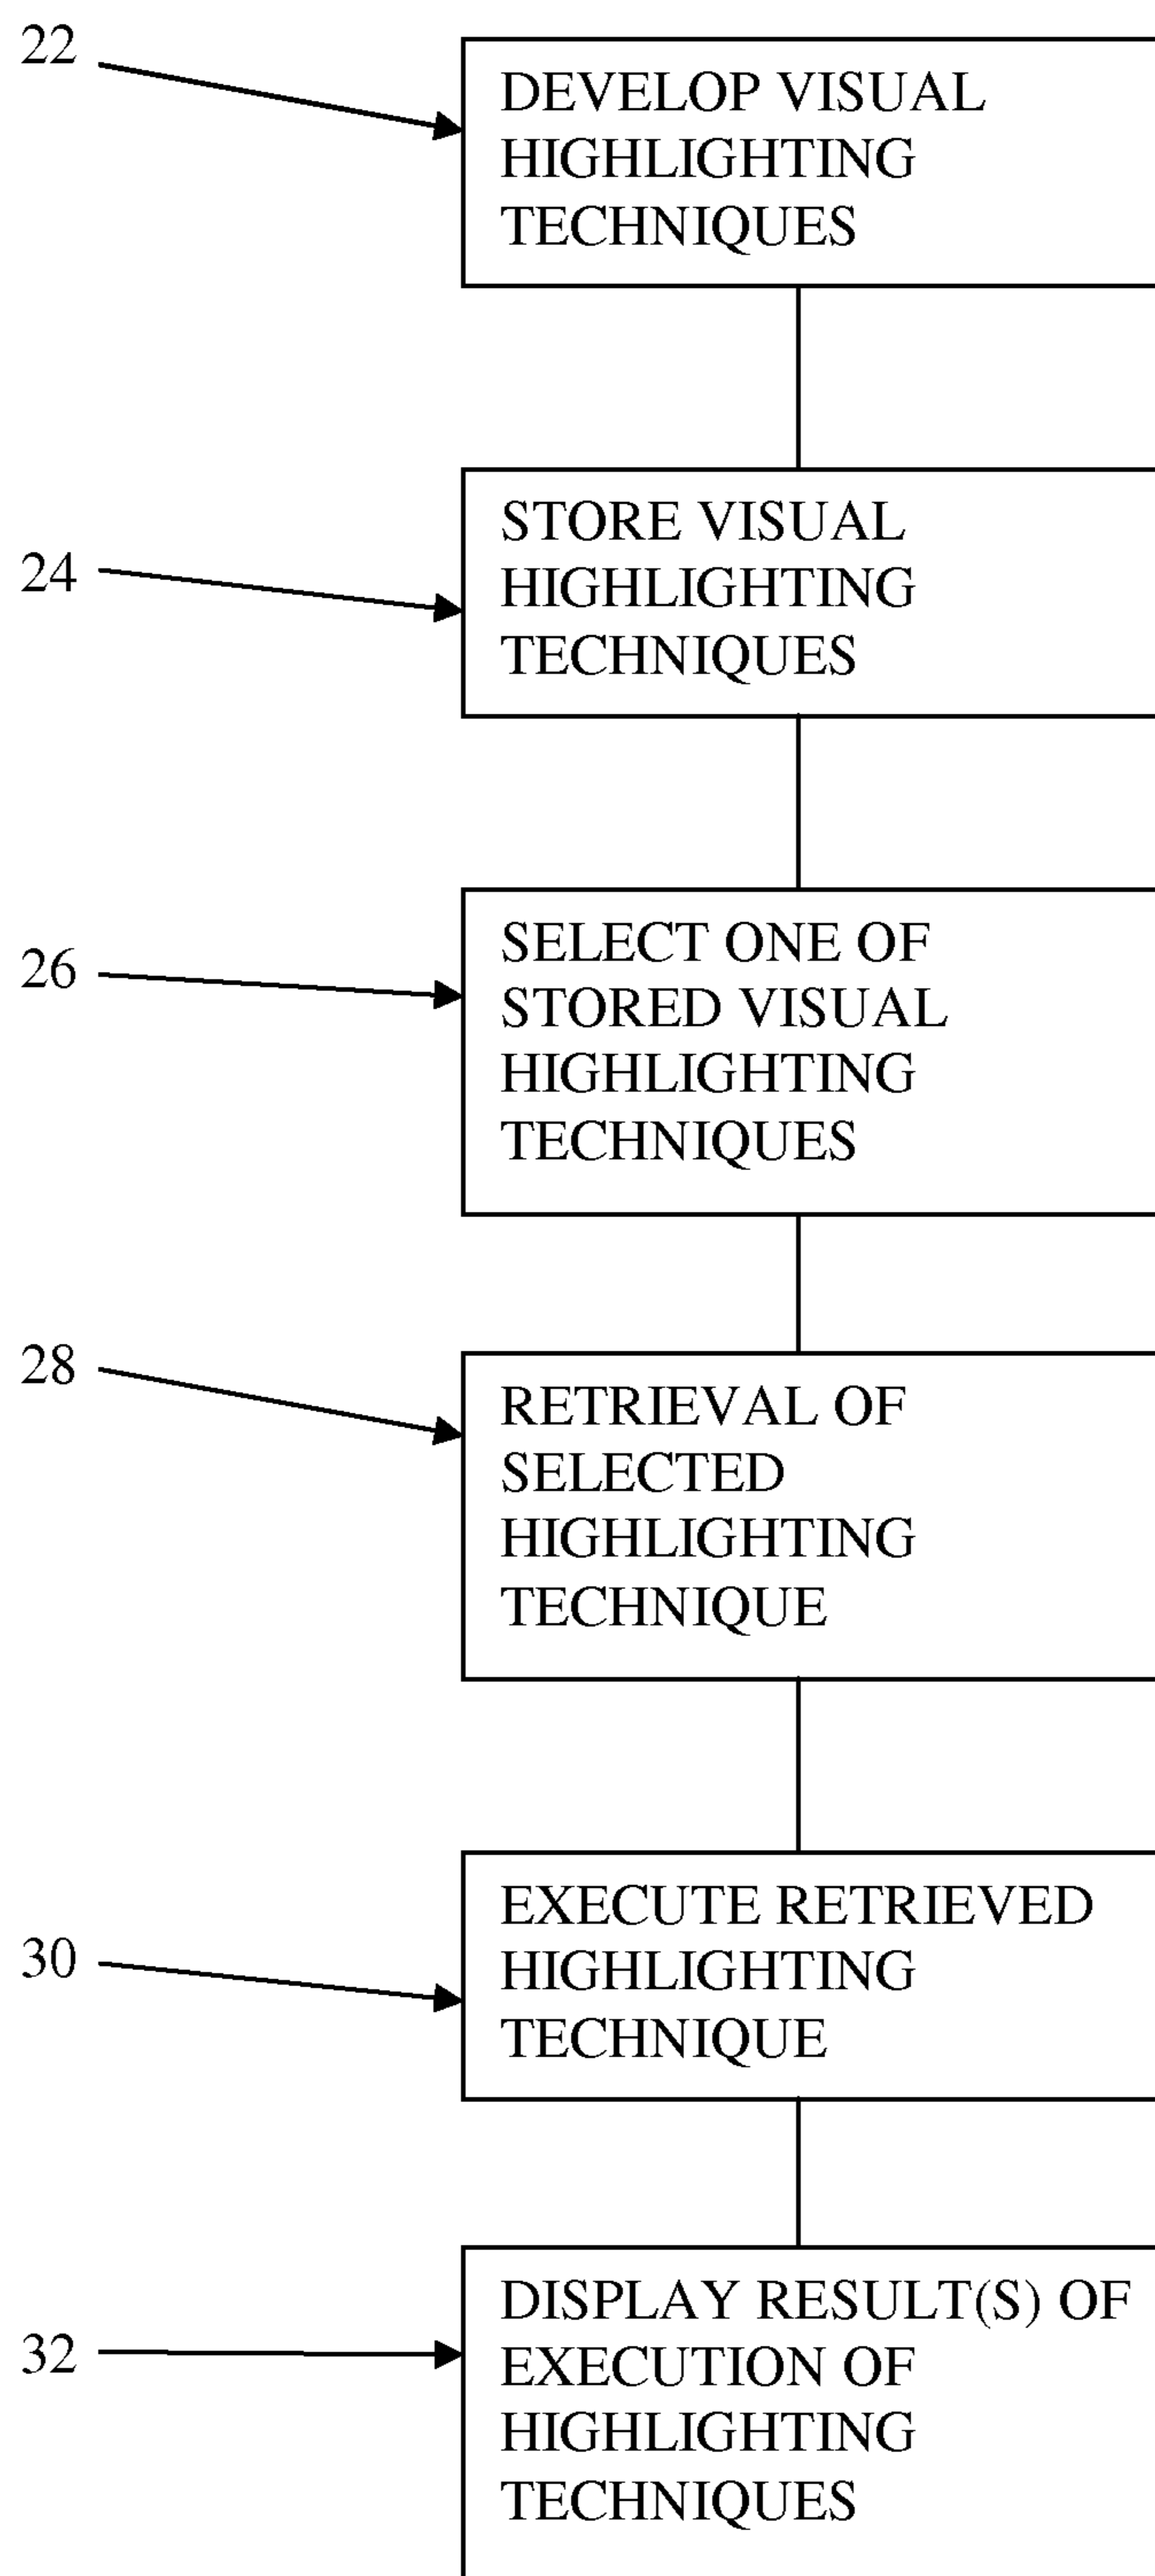 22
DEVELOP VISUAL
HIGHLIGHTING
TECHNIQUES
24
STORE VISUAL
HIGHLIGHTING
TECHNIQUES
26
SELECT ONE OF
STORED VISUAL
HIGHLIGHTING
TECHNIQUES
28
RETRIEVAL OF
SELECTED
HIGHLIGHTING
TECHNIQUE
30
EXECUTE RETRIEVED
HIGHLIGHTING
TECHNIQUE
32
DISPLAY RESULT(S) OF
EXECUTION OF
HIGHLIGHTING
TECHNIQUES